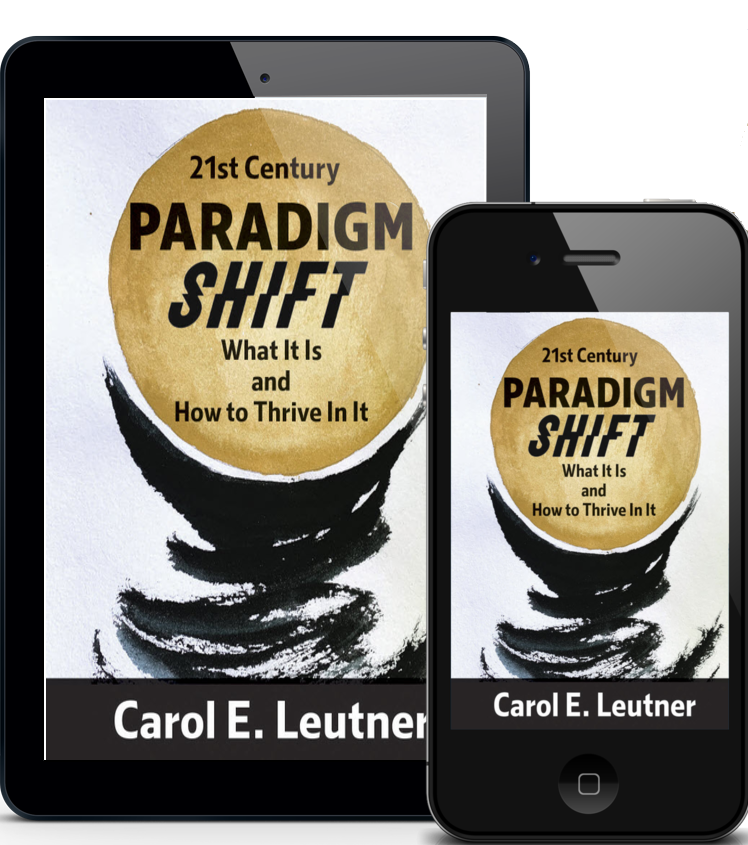 21st Century
PARADIGM
SHIFT
What It Is
and
How to Thrive In It
Carol E. Leutner
21st Century
PARADIGM
SHIFT
What It Is
and
How to Thrive In It
Carol E. Leutner